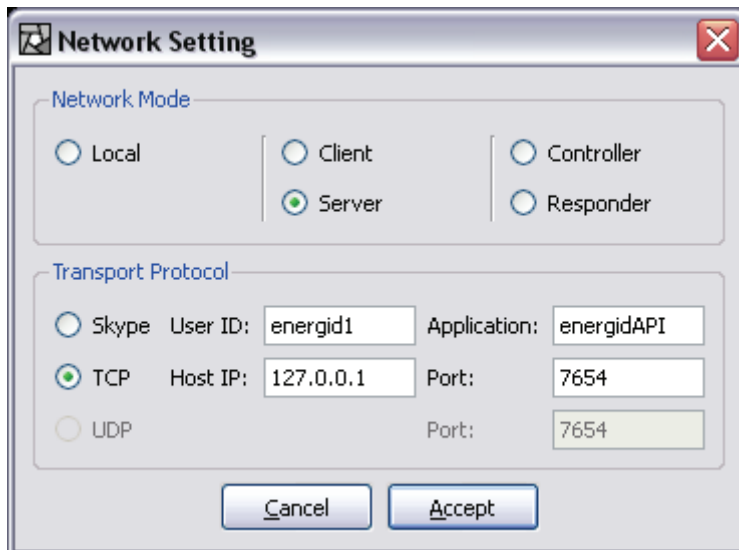 Network Setting
Network Mode
Local Client Controller
Server Responder
Transport Protocol
Skype User ID: energid1 Application: energidAPI
TCP Host IP: 127.0.0.1 Port: 7654
UDP Port: 7654
Cancel Accept